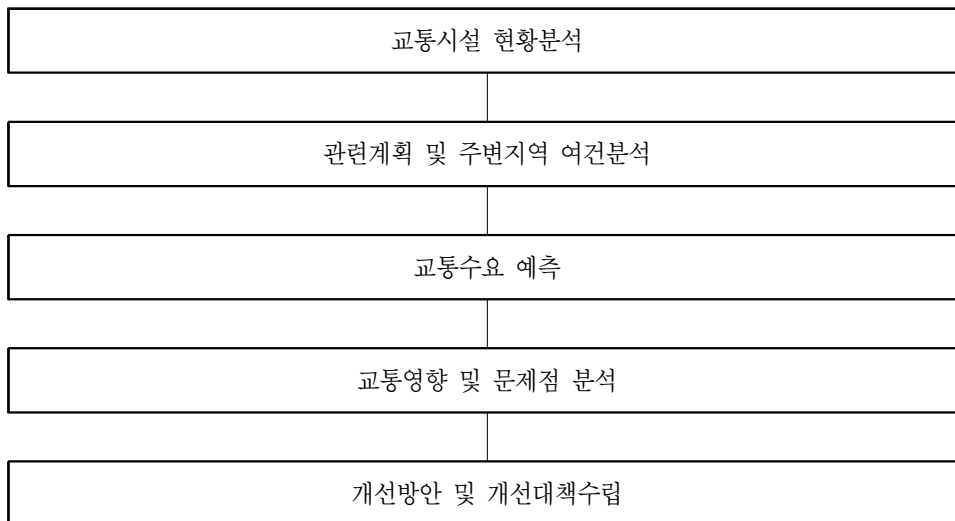 교통시설 현황분석
관련계획 및 주변지역 여건분석
교통수요 예측
교통영향 및 문제점 분석
개선방안 및 개선대책수립